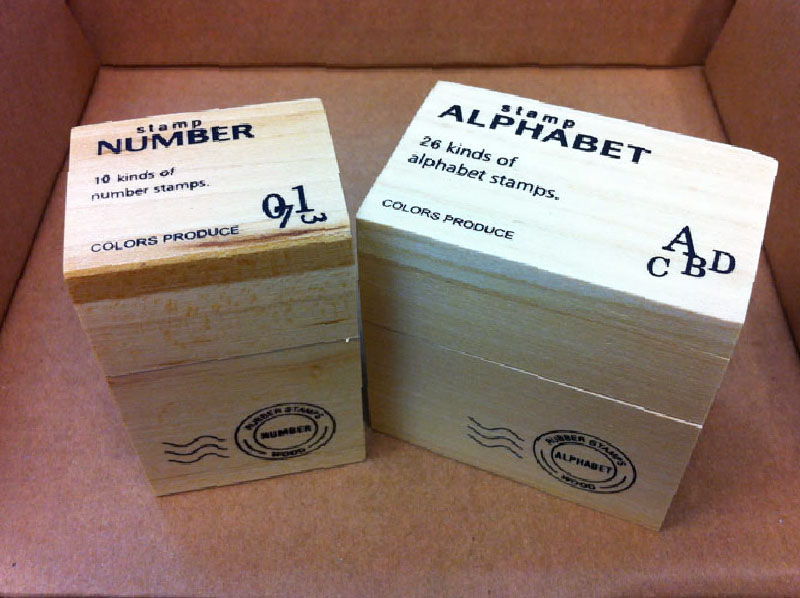 stamp
NUMBER
10 kinds of
number stamps.
COLORS PRODUCE
0 1
7 3
RUBBER STAMPS
NUMBER
WOOD
stamp
ALPHABET
26 kinds of
alphabet stamps.
COLORS PRODUCE
A
C B D
RUBBER STAMPS
ALPHABET
WOOD